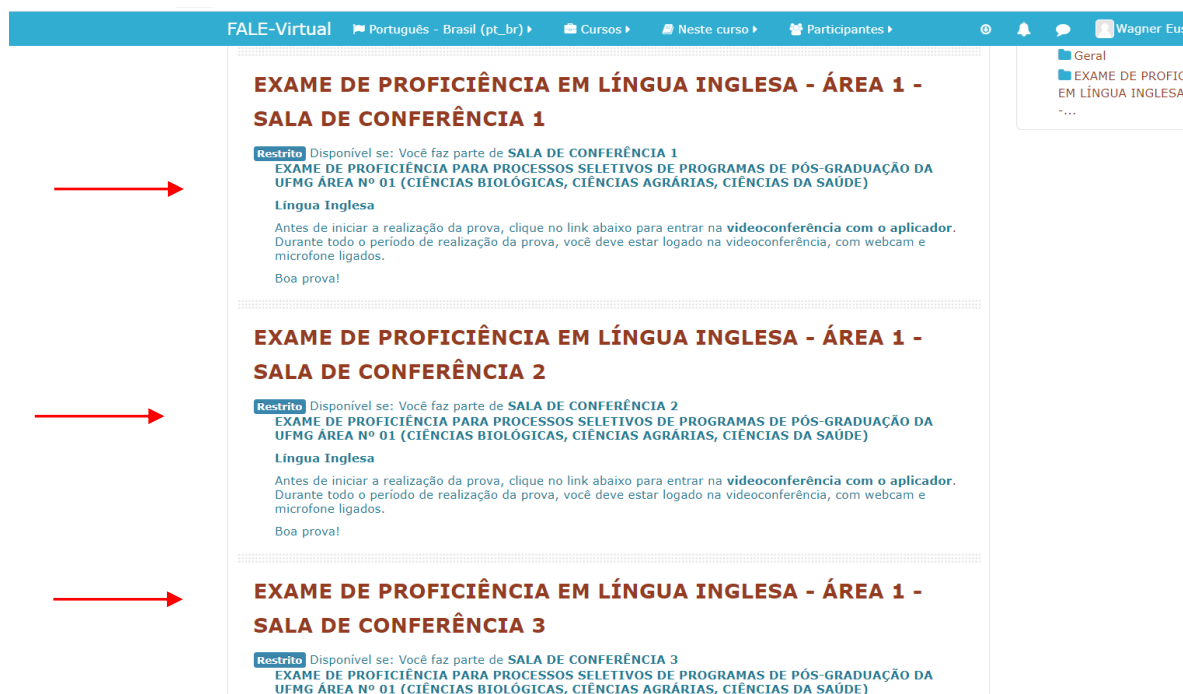 FALE-Virtual Português - Brasil (pt_br) Cursos Neste curso Participantes Wagner Eus
Geral
EXAME DE PROFIC
EM LÍNGUA INGLESA
-...
EXAME DE PROFICIÊNCIA EM LÍNGUA INGLESA - ÁREA 1 -
SALA DE CONFERÊNCIA 1
Restrito Disponível se: Você faz parte de SALA DE CONFERÊNCIA 1
EXAME DE PROFICIÊNCIA PARA PROCESSOS SELETIVOS DE PROGRAMAS DE PÓS-GRADUAÇÃO DA
UFMG ÁREA Nº 01 (CIÊNCIAS BIOLÓGICAS, CIÊNCIAS AGRÁRIAS, CIÊNCIAS DA SAÚDE)
Língua Inglesa
Antes de iniciar a realização da prova, clique no link abaixo para entrar na videoconferência com o aplicador.
Durante todo o período de realização da prova, você deve estar logado na videoconferência, com webcam e
microfone ligados.
Boa prova!
EXAME DE PROFICIÊNCIA EM LÍNGUA INGLESA - ÁREA 1 -
SALA DE CONFERÊNCIA 2
Restrito Disponível se: Você faz parte de SALA DE CONFERÊNCIA 2
EXAME DE PROFICIÊNCIA PARA PROCESSOS SELETIVOS DE PROGRAMAS DE PÓS-GRADUAÇÃO DA
UFMG ÁREA Nº 01 (CIÊNCIAS BIOLÓGICAS, CIÊNCIAS AGRÁRIAS, CIÊNCIAS DA SAÚDE)
Língua Inglesa
Antes de iniciar a realização da prova, clique no link abaixo para entrar na videoconferência com o aplicador.
Durante todo o período de realização da prova, você deve estar logado na videoconferência, com webcam e
microfone ligados.
Boa prova!
EXAME DE PROFICIÊNCIA EM LÍNGUA INGLESA - ÁREA 1 -
SALA DE CONFERÊNCIA 3
Restrito Disponível se: Você faz parte de SALA DE CONFERÊNCIA 3
EXAME DE PROFICIÊNCIA PARA PROCESSOS SELETIVOS DE PROGRAMAS DE PÓS-GRADUAÇÃO DA
UFMG ÁREA Nº 01 (CIÊNCIAS BIOLÓGICAS, CIÊNCIAS AGRÁRIAS, CIÊNCIAS DA SAÚDE)